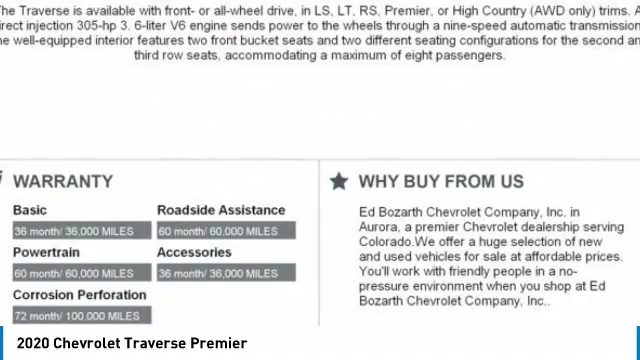 The Traverse is available with front- or all-wheel drive, in LS, LT, RS, Premier, or High Country (AWD only) trims. A
direct injection 305-hp 3. 6-liter V6 engine sends power to the wheels through a nine-speed automatic transmission
he well-equipped interior features two front bucket seats and two different seating configurations for the second an
third row seats, accommodating a maximum of eight passengers.
WARRANTY
Basic
36 month/ 36,000 MILES
Roadside Assistance
60 month/ 60,000 MILES
Powertrain
60 month/ 60,000 MILES
Accessories
36 month/ 36,000 MILES
Corrosion Perforation
72 month/ 100,000 MILES
WHY BUY FROM US
Ed Bozarth Chevrolet Company, Inc. in
Aurora, a premier Chevrolet dealership serving
Colorado.We offer a huge selection of new
and used vehicles for sale at affordable prices.
You'll work with friendly people in a no-
pressure environment when you shop at Ed
Bozarth Chevrolet Company, Inc..
2020 Chevrolet Traverse Premier